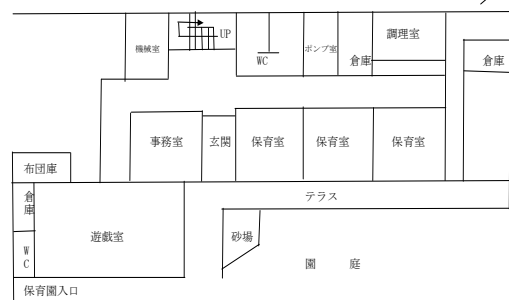 調理室
UP
機械室
ポンプ室
WC
倉庫
倉庫
事務室
玄関
保育室
保育室
保育室
布団庫
倉庫
テラス
遊戯室
砂場
WC
園 庭
保育園入口